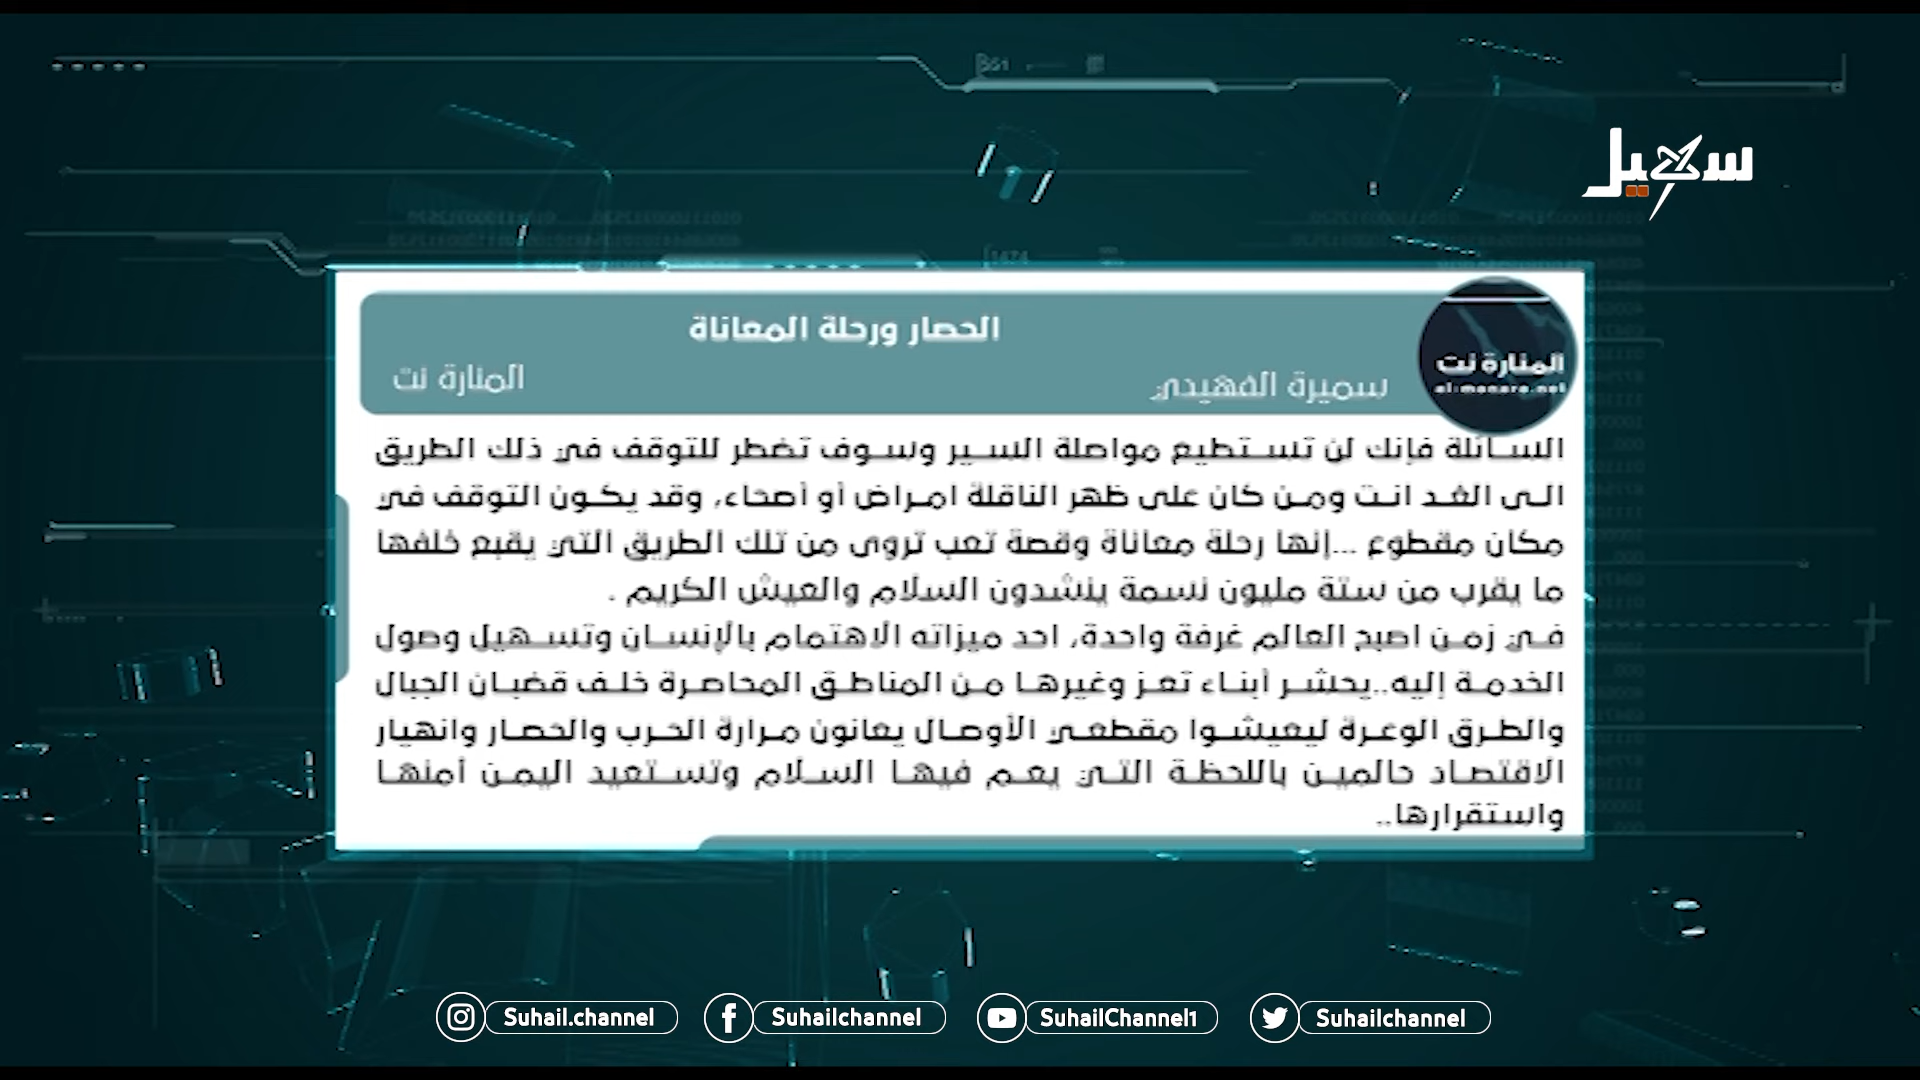 سهيل
الحصار ورحلة المعاناة
سميرة الفهيدي
المنارة نت
المنارة نت
al-manara.net
السائلة فإنك لن تستطيع مواصلة السير وسوف تضطر للتوقف في ذلك الطريق
الى الغد انت ومن كان على ظهر الناقلة امراض أو أصحاء، وقد يكون التوقف في
مكان مقطوع ...إنها رحلة معاناة وقصة تعب تروى من تلك الطريق التي يقبع خلفها
ما يقرب من ستة مليون نسمة ينشدون السلام والعيش الكريم .
في زمن اصبح العالم غرفة واحدة، احد ميزاته الاهتمام بالإنسان وتسهيل وصول
الخدمة إليه..يحشر أبناء تعز وغيرها من المناطق المحاصرة خلف قضبان الجبال
والطرق الوعرة ليعيشوا مقطعي الأوصال يعانون مرارة الحرب والحصار وانهيار
الاقتصاد حالمين باللحظة التي يعم فيها السلام وتستعيد اليمن أمنها
واستقرارها..
Suhail.channel
Suhailchannel
SuhailChannel1
Suhailchannel